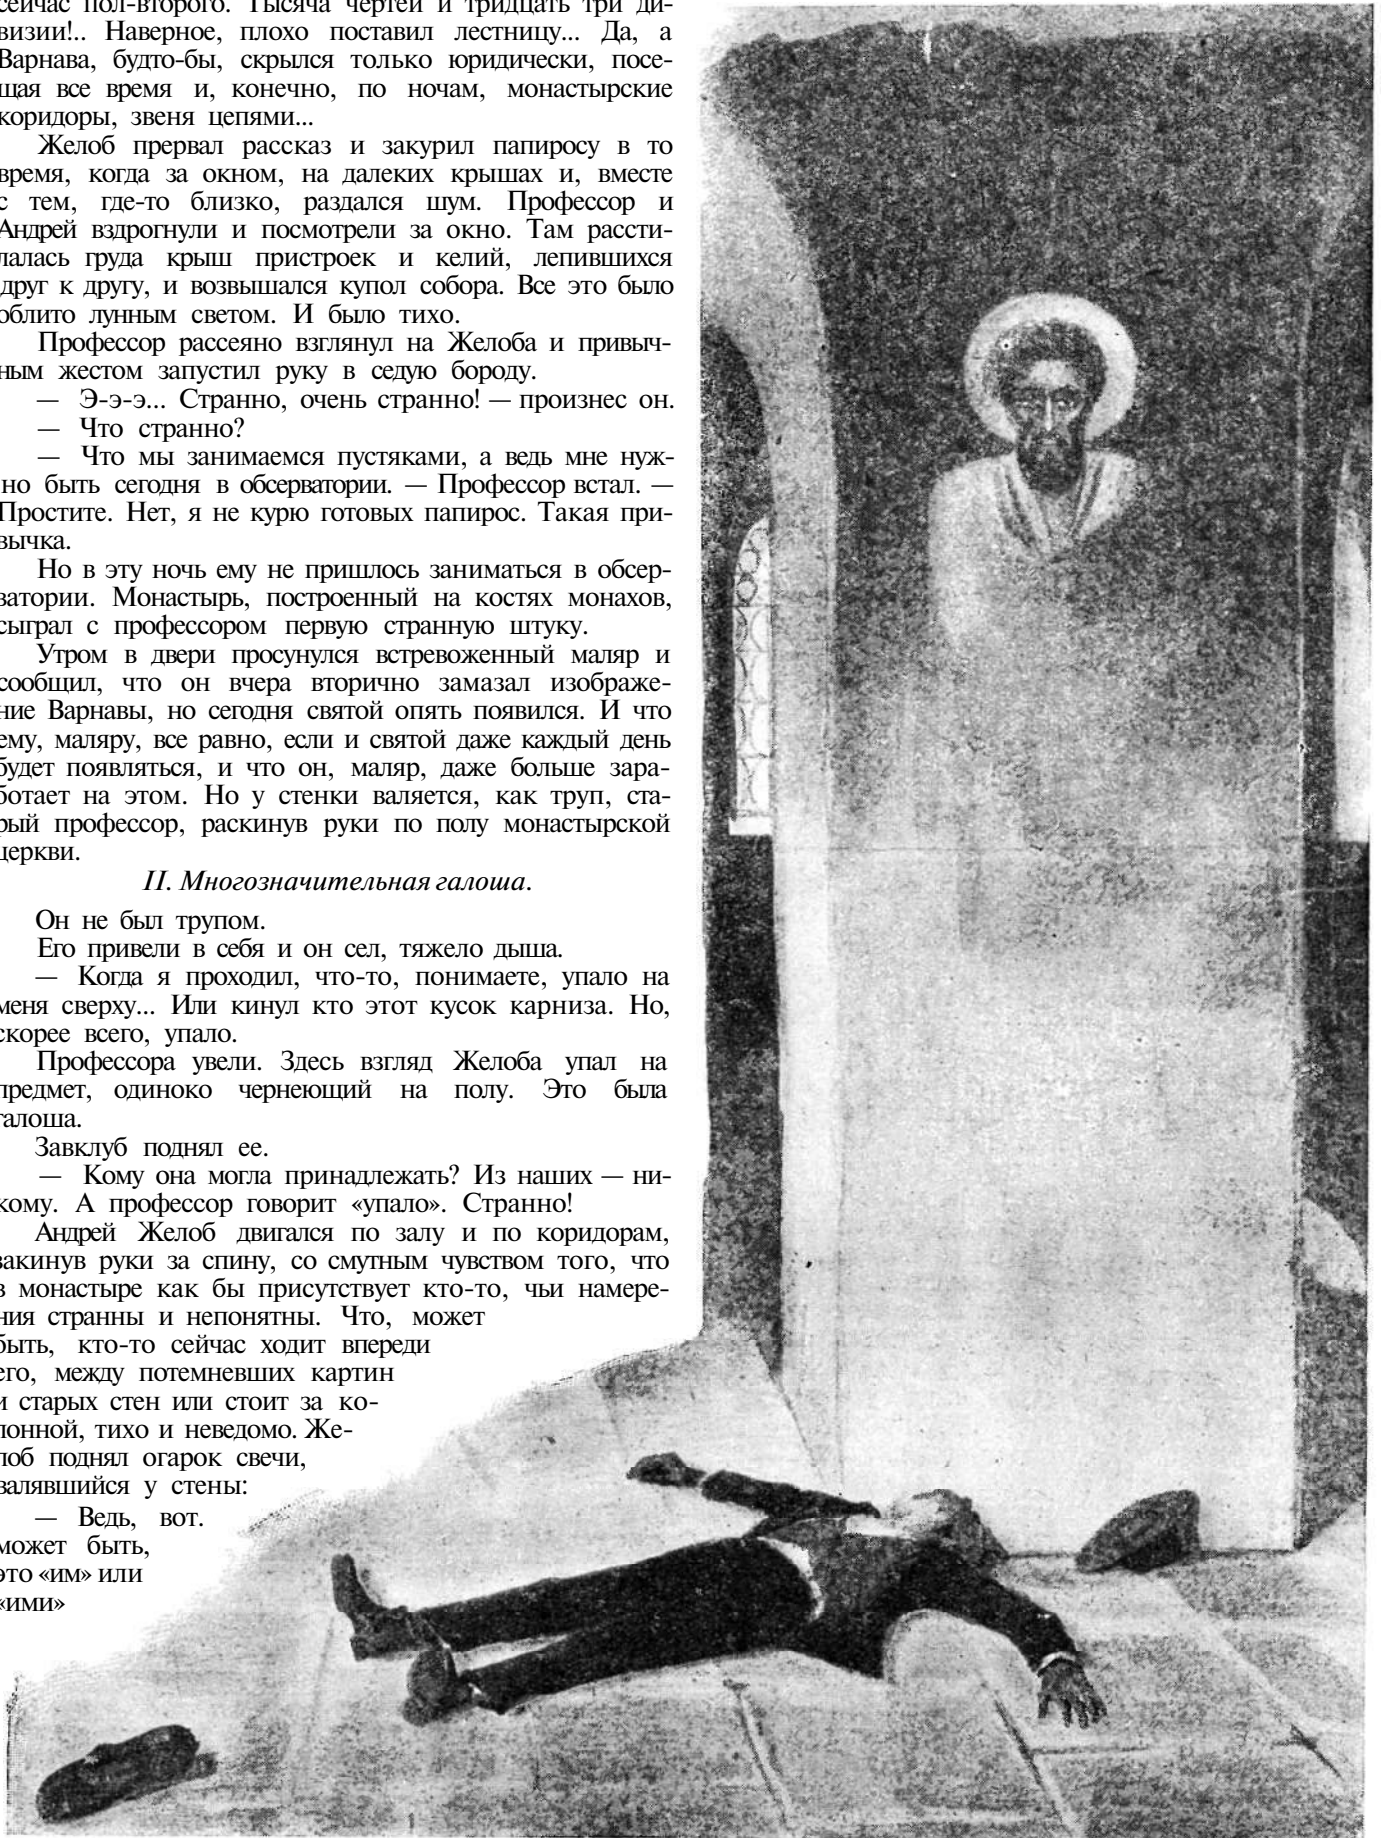 сейчас пол-второго. Тысяча чертей и тридцать три ди-
визии!.. Наверное, плохо поставил лестницу... Да, а
Варнава, будто-бы, скрылся только юридически, посе-
щая все время и, конечно, по ночам, монастырские
коридоры, звеня цепями...
Желоб прервал рассказ и закурил папиросу в то
время, когда за окном, на далеких крышах и, вместе
с тем, где-то близко, раздался шум. Профессор и
Андрей вздрогнули и посмотрели за окно. Там рассти-
лалась груда крыш пристроек и келий, лепившихся
друг к другу, и возвышался купол собора. Все это было
облито лунным светом. И было тихо.
Профессор рассеяно взглянул на Желоба и привыч-
ным жестом запустил руку в седую бороду.
— Э-э-э... Странно, очень странно! — произнес он.
— Что странно?
— Что мы занимаемся пустяками, а ведь мне нуж-
но быть сегодня в обсерватории. — Профессор встал. —
Простите. Нет, я не курю готовых папирос. Такая при-
вычка.
Но в эту ночь ему не пришлось заниматься в обсер-
ватории. Монастырь, построенный на костях монахов,
сыграл с профессором первую странную штуку.
Утром в двери просунулся встревоженный маляр и
сообщил, что он вчера вторично замазал изображе-
ние Варнавы, но сегодня святой опять появился. И что
ему, маляру, все равно, если и святой даже каждый день
будет появляться, и что он, маляр, даже больше зара-
ботает на этом. Но у стенки валяется, как труп, ста-
рый профессор, раскинув руки по полу монастырской
церкви.
II. Многозначительная галоша.
Он не был трупом.
Его привели в себя и он сел, тяжело дыша.
— Когда я проходил, что-то, понимаете, упало на
меня сверху... Или кинул кто этот кусок карниза. Но,
скорее всего, упало.
Профессора увели. Здесь взгляд Желоба упал на
предмет, одиноко чернеющий на полу. Это была
галоша.
Завклуб поднял ее.
— Кому она могла принадлежать? Из наших — ни-
кому. А профессор говорит «упало». Странно!
Андрей Желоб двигался по залу и по коридорам,
закинув руки за спину, со смутным чувством того, что
в монастыре как бы присутствует кто-то, чьи намере-
ния странны и непонятны. Что, может
быть, кто-то сейчас ходит впереди
его, между потемневших картин
и старых стен или стоит за ко-
лонной, тихо и неведомо. Же-
лоб поднял огарок свечи,
валявшийся у стены:
— Ведь, вот.
может быть,
это «им» или
«ими»